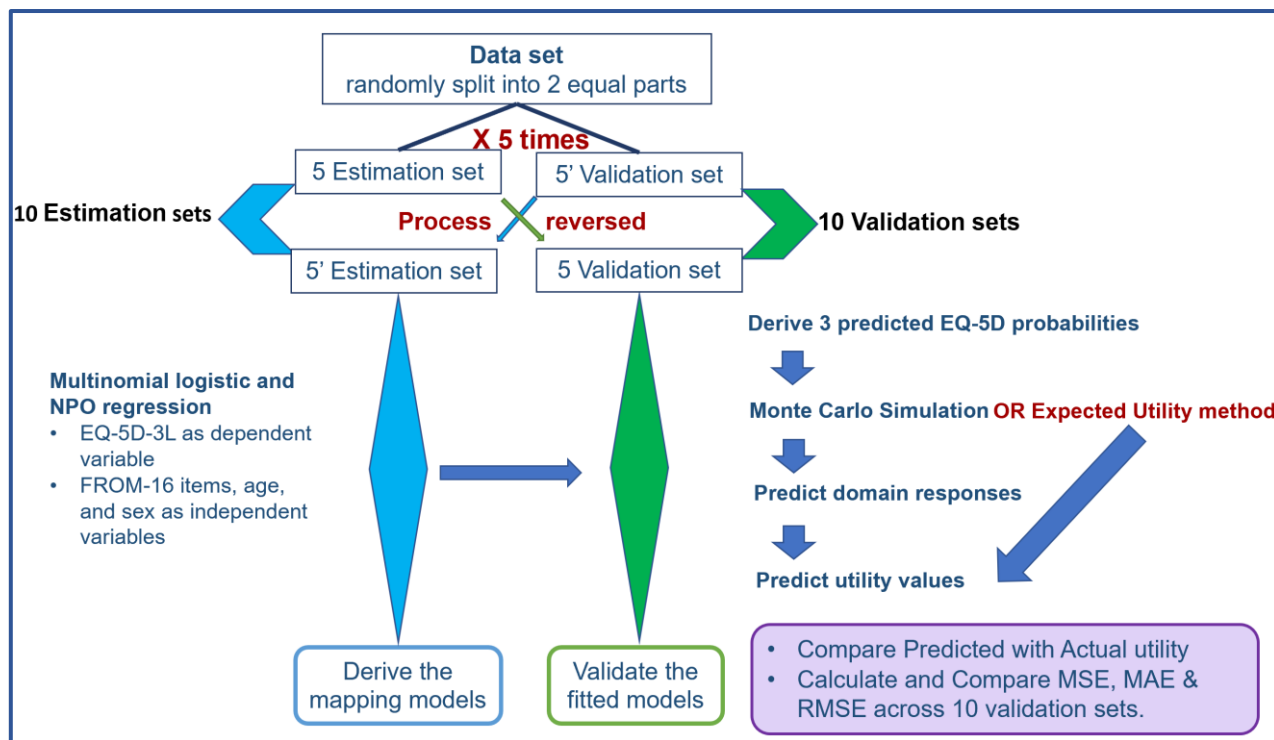 Data set
randomly split into 2 equal parts
X 5 times
5 Estimation set
5’ Validation set
10 Estimation sets
Process reversed
10 Validation sets
5’ Estimation set
5 Validation set
Multinomial logistic and
NPO regression
• EQ-5D-3L as dependent
variable
• FROM-16 items, age,
and sex as independent
variables
Derive 3 predicted EQ-5D probabilities
Monte Carlo Simulation OR Expected Utility method
Predict domain responses
Predict utility values
Derive the
mapping models
Validate the
fitted models
• Compare Predicted with Actual utility
• Calculate and Compare MSE, MAE &
RMSE across 10 validation sets.